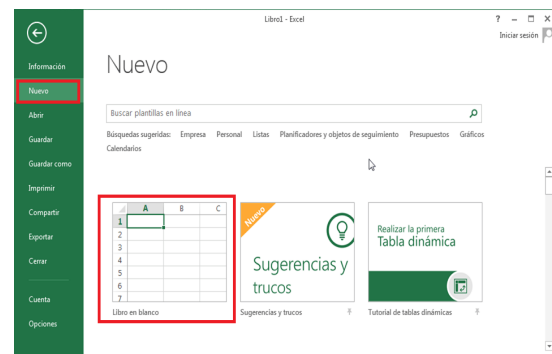 Libro1 - Excel
?
Iniciar sesión
Información
Nuevo
Abrir
Guardar
Guardar como
Imprimir
Compartir
Exportar
Cerrar
Cuenta
Opciones
Nuevo
Buscar plantillas en línea
Búsquedas sugeridas: Empresa Personal Listas Planificadores y objetos de seguimiento Presupuestos Gráficos
Calendarios
A B C
1
2
3
4
5
6
7
Libro en blanco
Nuevo
Sugerencias y
trucos
Sugerencias y trucos
Realizar la primera
Tabla dinámica
Tutorial de tablas dinámicas